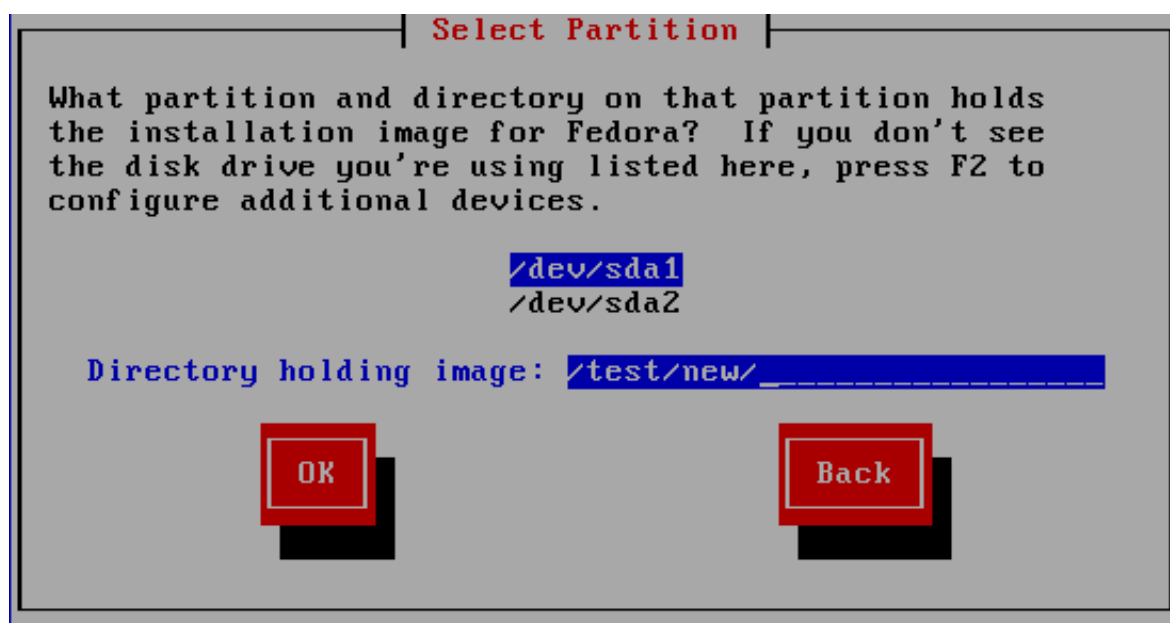 Select Partition
What partition and directory on that partition holds
the installation image for Fedora?  If you don't see
the disk drive you're using listed here, press F2 to
configure additional devices.
/dev/sda1
/dev/sda2
Directory holding image: /test/new/__________________
OK
Back